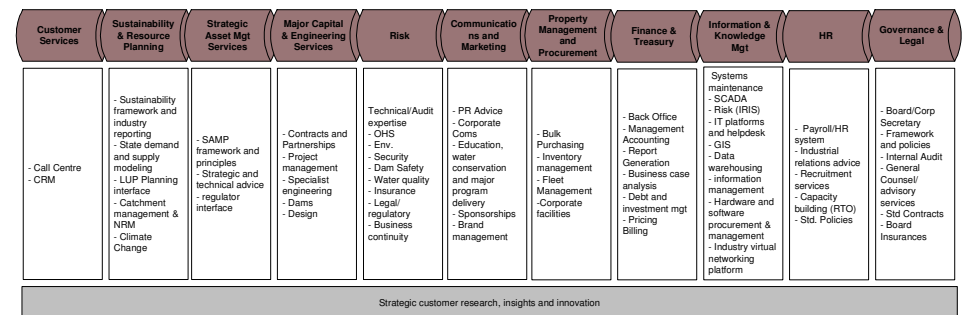 Customer
Services
Sustainability
& Resource
Planning
Strategic
Asset Mgt
Services
Major Capital
& Engineering
Services
Risk
Communicatio
ns and
Marketing
Property
Management
and
Procurement
Finance &
Treasury
Information &
Knowledge
Mgt
HR
Governance &
Legal
- Call Centre
- CRM
- Sustainability
framework and
industry
reporting
- State demand
and supply
modeling
- LUP Planning
interface
- Catchment
management &
NRM
- Climate
Change
- SAMP
framework and
principles
- Strategic and
technical advice
- regulator
interface
- Contracts and
Partnerships
- Project
management
- Specialist
engineering
- Dams
- Design
Technical/Audit
expertise
- OHS
- Env.
- Security
- Dam Safety
- Water quality
- Insurance
- Legal/
regulatory
- Business
continuity
- PR Advice
- Corporate
Coms
- Education,
water
conservation
and major
program
delivery
- Sponsorships
- Brand
management
- Bulk
Purchasing
- Inventory
management
- Fleet
Management
-Corporate
facilities
- Back Office
- Management
Accounting
- Report
Generation
- Business case
analysis
- Debt and
investment mgt
- Pricing
Billing
Systems
maintenance
- SCADA
- Risk (IRIS)
- IT platforms
and helpdesk
- GIS
- Data
warehousing
- information
management
- Hardware and
software
procurement &
management
- Industry virtual
networking
platform
- Payroll/HR
system
- Industrial
relations advice
- Recruitment
services
- Capacity
building (RTO)
- Std. Policies
- Board/Corp
Secretary
- Framework
and policies
- Internal Audit
- General
Counsel/
advisory
services
- Std Contracts
- Board
Insurances
Strategic customer research, insights and innovation